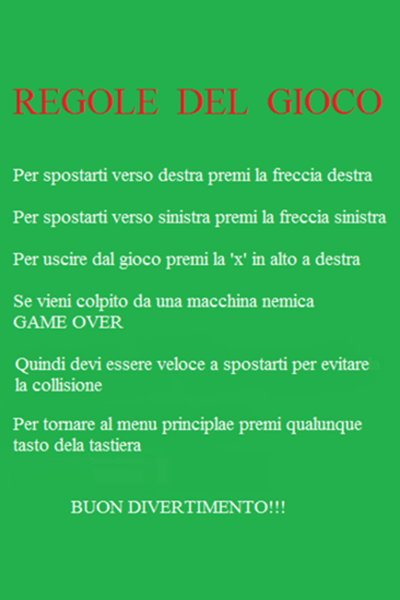 REGOLE DEL GIOCO
Per spostarti verso destra premi la freccia destra
Per spostarti verso sinistra premi la freccia sinistra
Per uscire dal gioco premi la 'x' in alto a destra
Se vieni colpito da una macchina nemica
GAME OVER
Quindi devi essere veloce a spostarti per evitare
la collisione
Per tornare al menu principlae premi qualunque
tasto dela tastiera
BUON DIVERTIMENTO!!!